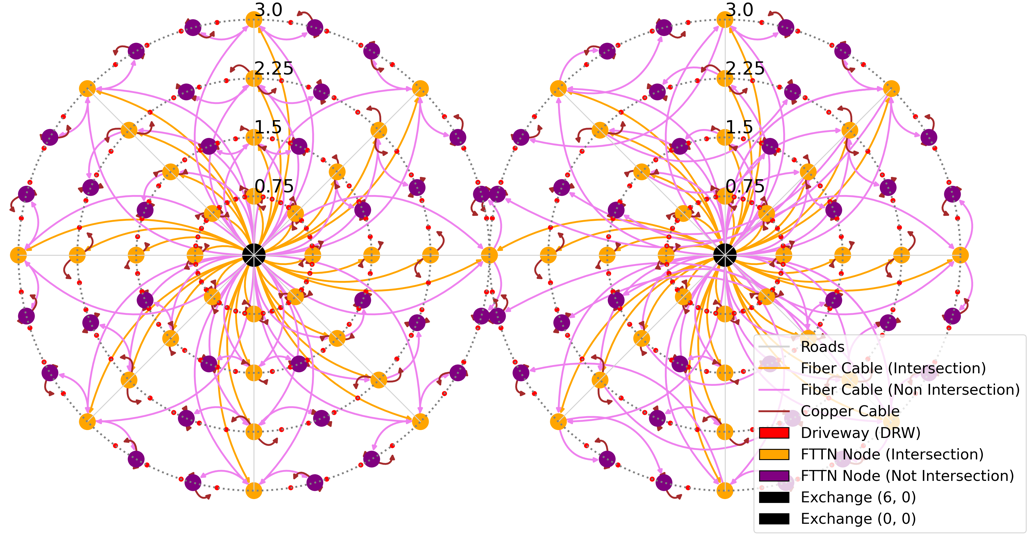 3.0 3.0
2.25 2.25
1.5 1.5
0.75 0.75
Roads
Fiber Cable (Intersection)
Fiber Cable (Non Intersection)
Copper Cable
Driveway (DRW)
FTTN Node (Intersection)
FTTN Node (Not Intersection)
Exchange (6, 0)
Exchange (0, 0)